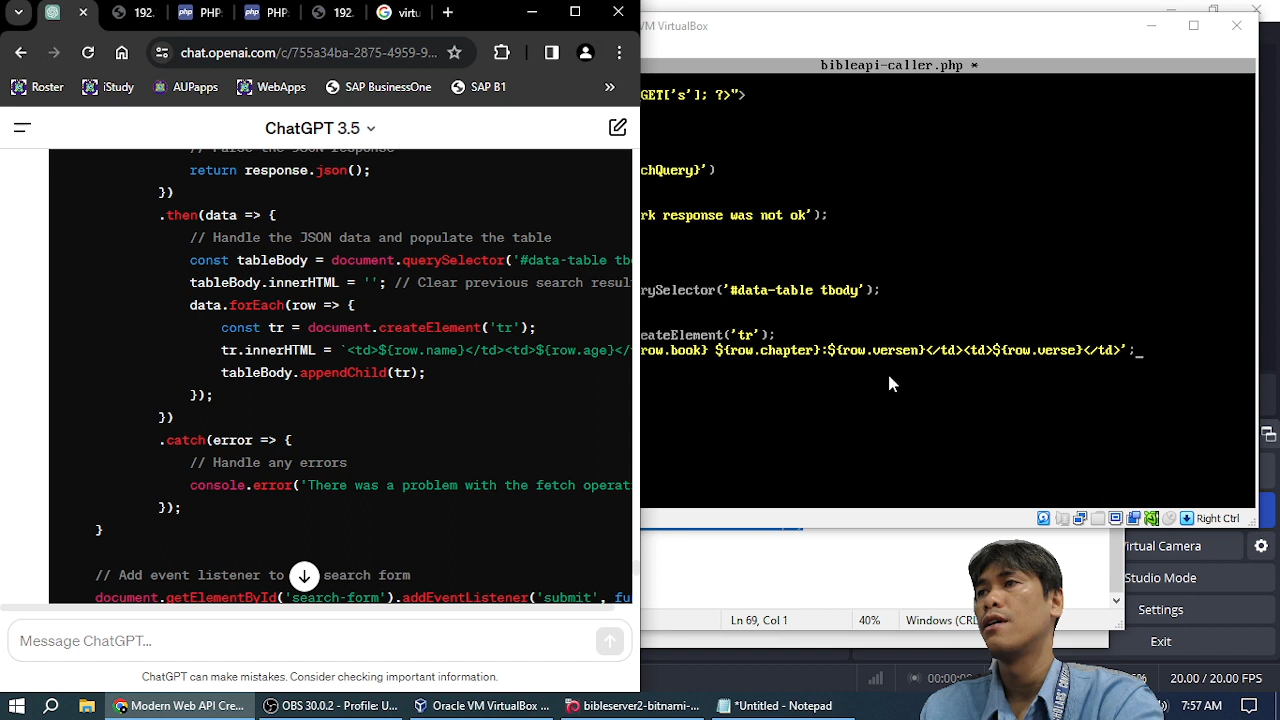 192.
PHP
PHP
192.
virtu
chat.openai.com/c/755a34ba-2875-4959-9...
Roster
iStudy
AUPapps
WebApps
SAP BusinessOne
SAP B1
»
ChatGPT 3.5
// Parse the JSON response
return response.json();
})
.then(data => {
// Handle the JSON data and populate the table
const tableBody = document.querySelector('#data-table tbo
tableBody.innerHTML = ''; // Clear previous search resul
data.forEach(row => {
const tr = document.createElement('tr');
tr.innerHTML = `<td>${row.name}</td><td>${row.age}</
tableBody.appendChild(tr);
});
})
.catch(error => {
// Handle any errors
console.error('There was a problem with the fetch operat
});
}
// Add event listener to search form
document.getElementById('search-form').addEventListener('submit', fu
Message ChatGPT...
ChatGPT can make mistakes. Consider checking important information.
VM VirtualBox
bibleapi-caller.php *
GET['s']; ?>">
chQuery}')
rk response was not ok');
rySelector('#data-table tbody');
eateElement('tr');
row.book} ${row.chapter}:${row.versen}</td><td>${row.verse}</td>';_
Right Ctrl
irtual Camera
Studio Mode
Settings
Exit
Ln 69, Col 1
40%
Windows (CRL
00:00:0
20.00 / 20.00 FPS
Modern Web API Cre...
OBS 30.0.2 - Profile U...
Oracle VM VirtualBox ...
bibleserver2-bitnami-...
*Untitled - Notepad
7:57 AM